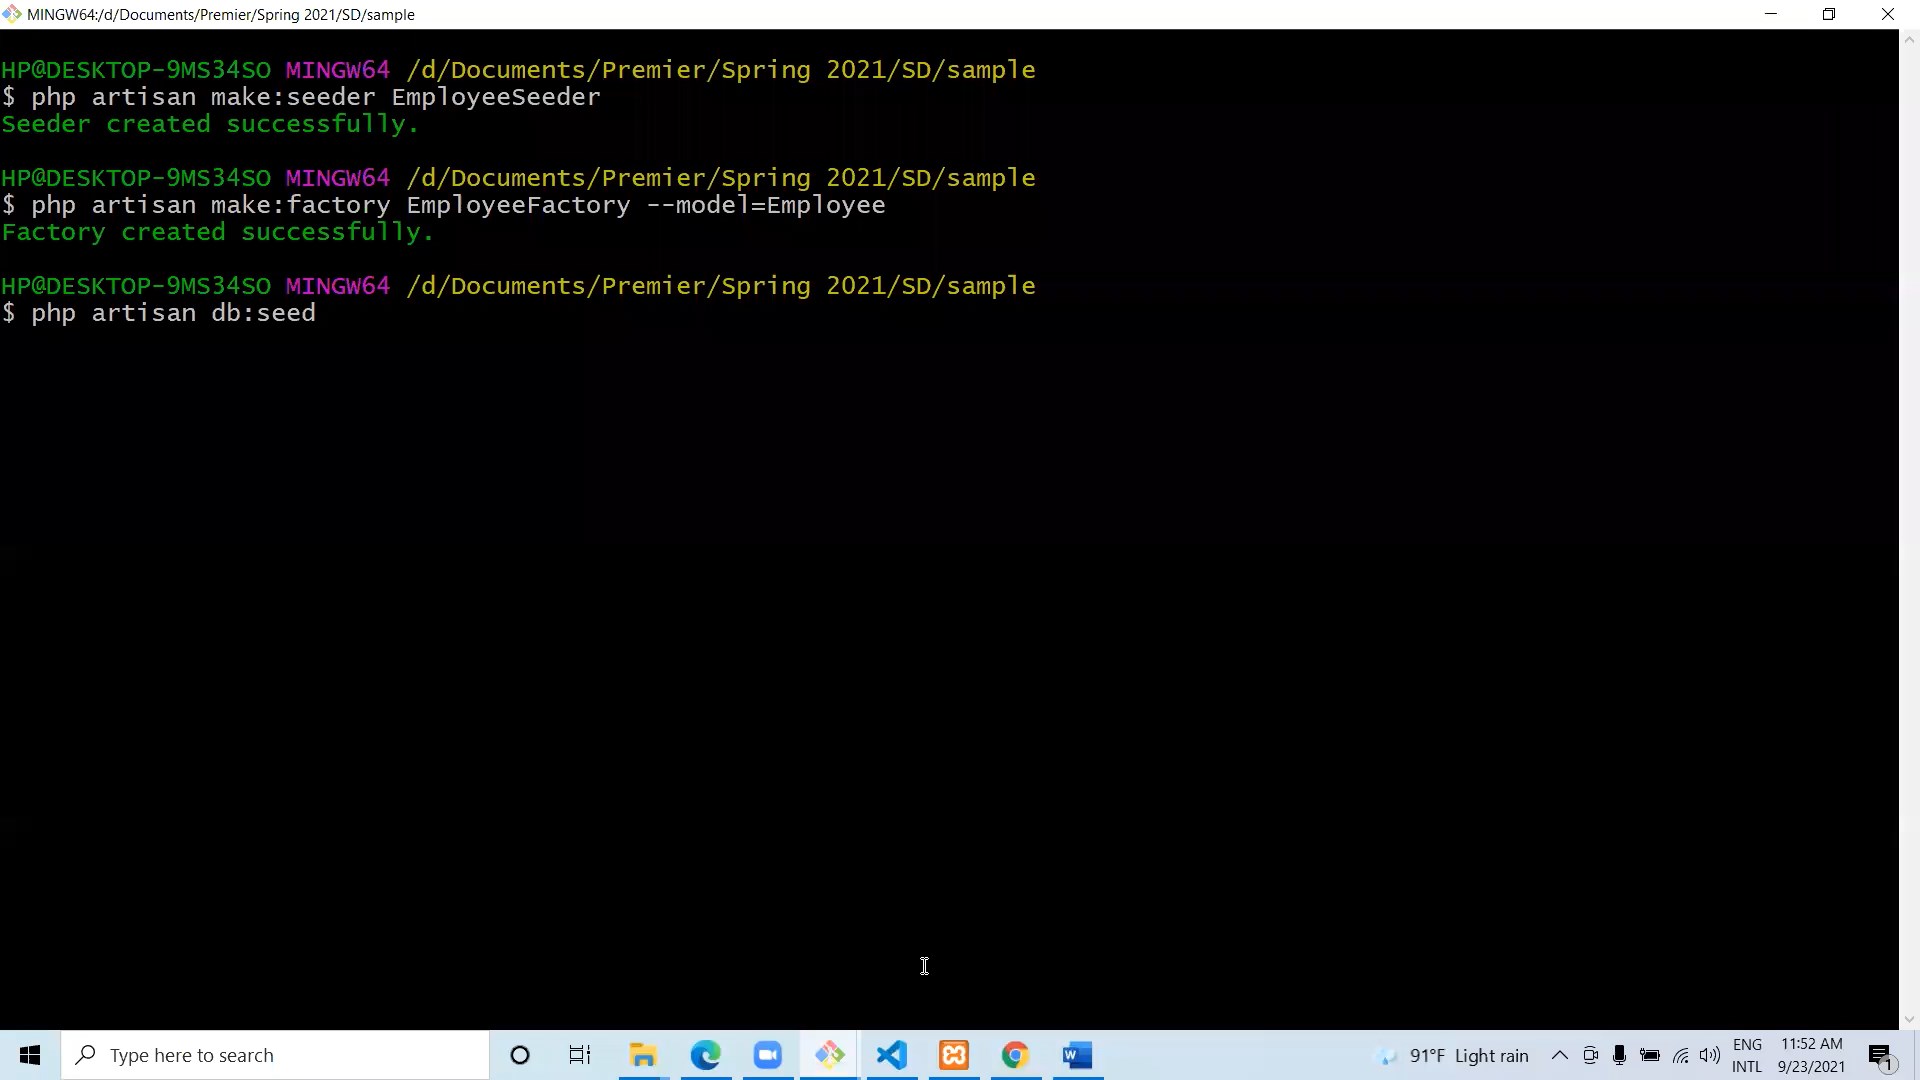 MINGW64:/d/Documents/Premier/Spring 2021/SD/sample
HP@DESKTOP-9MS34SO MINGW64 /d/Documents/Premier/Spring 2021/SD/sample
$ php artisan make:seeder EmployeeSeeder
Seeder created successfully.
HP@DESKTOP-9MS34SO MINGW64 /d/Documents/Premier/Spring 2021/SD/sample
$ php artisan make:factory EmployeeFactory --model=Employee
Factory created successfully.
HP@DESKTOP-9MS34SO MINGW64 /d/Documents/Premier/Spring 2021/SD/sample
$ php artisan db:seed
Type here to search
91°F Light rain
ENG
INTL
11:52 AM
9/23/2021
1